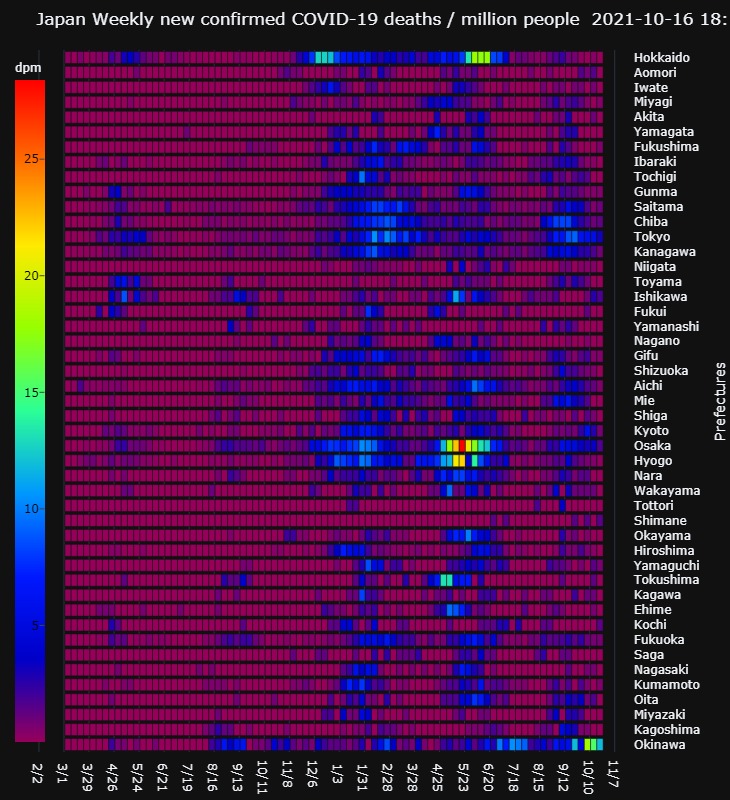 Japan Weekly new confirmed COVID-19 deaths / million people  2021-10-16 18:
dpm
25
20
15
10
5
Hokkaido
Aomori
Iwate
Miyagi
Akita
Yamagata
Fukushima
Ibaraki
Tochigi
Gunma
Saitama
Chiba
Tokyo
Kanagawa
Niigata
Toyama
Ishikawa
Fukui
Yamanashi
Nagano
Gifu
Shizuoka
Aichi
Mie
Shiga
Kyoto
Osaka
Hyogo
Nara
Wakayama
Tottori
Shimane
Okayama
Hiroshima
Yamaguchi
Tokushima
Kagawa
Ehime
Kochi
Fukuoka
Saga
Nagasaki
Kumamoto
Oita
Miyazaki
Kagoshima
Okinawa
Prefectures
2/2 3/1 3/29 4/26 5/24 6/21 7/19 8/16 9/13 10/11 11/8 12/6 1/3 1/31 2/28 3/28 4/25 5/23 6/20 7/18 8/15 9/12 10/10 11/7